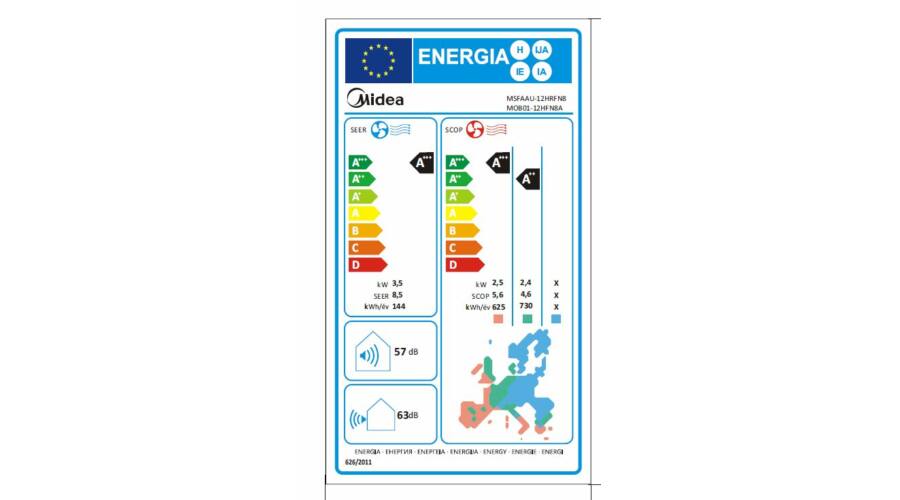 ENERGIA
H IJA
IE IA
Midea
MSFAAU-12HRFN8
MOB01-12HFN8A
SEER
A+++
A+++
A++
A+
A
B
C
D
kW 3,5
SEER 8,5
kWh/év 144
SCOP
A+++
A++
A+
A
B
C
D
A+++
A++
kW 2,5 2,4 X
SCOP 5,6 4,6 X
kWh/év 625 730 X
57 dB
63dB
ENERGIA · ЕНЕРГИЯ · ΕΝΕΡΓΕΙΑ · ENERGIJA · ENERGY · ENERGIE · ENERGI
626/2011